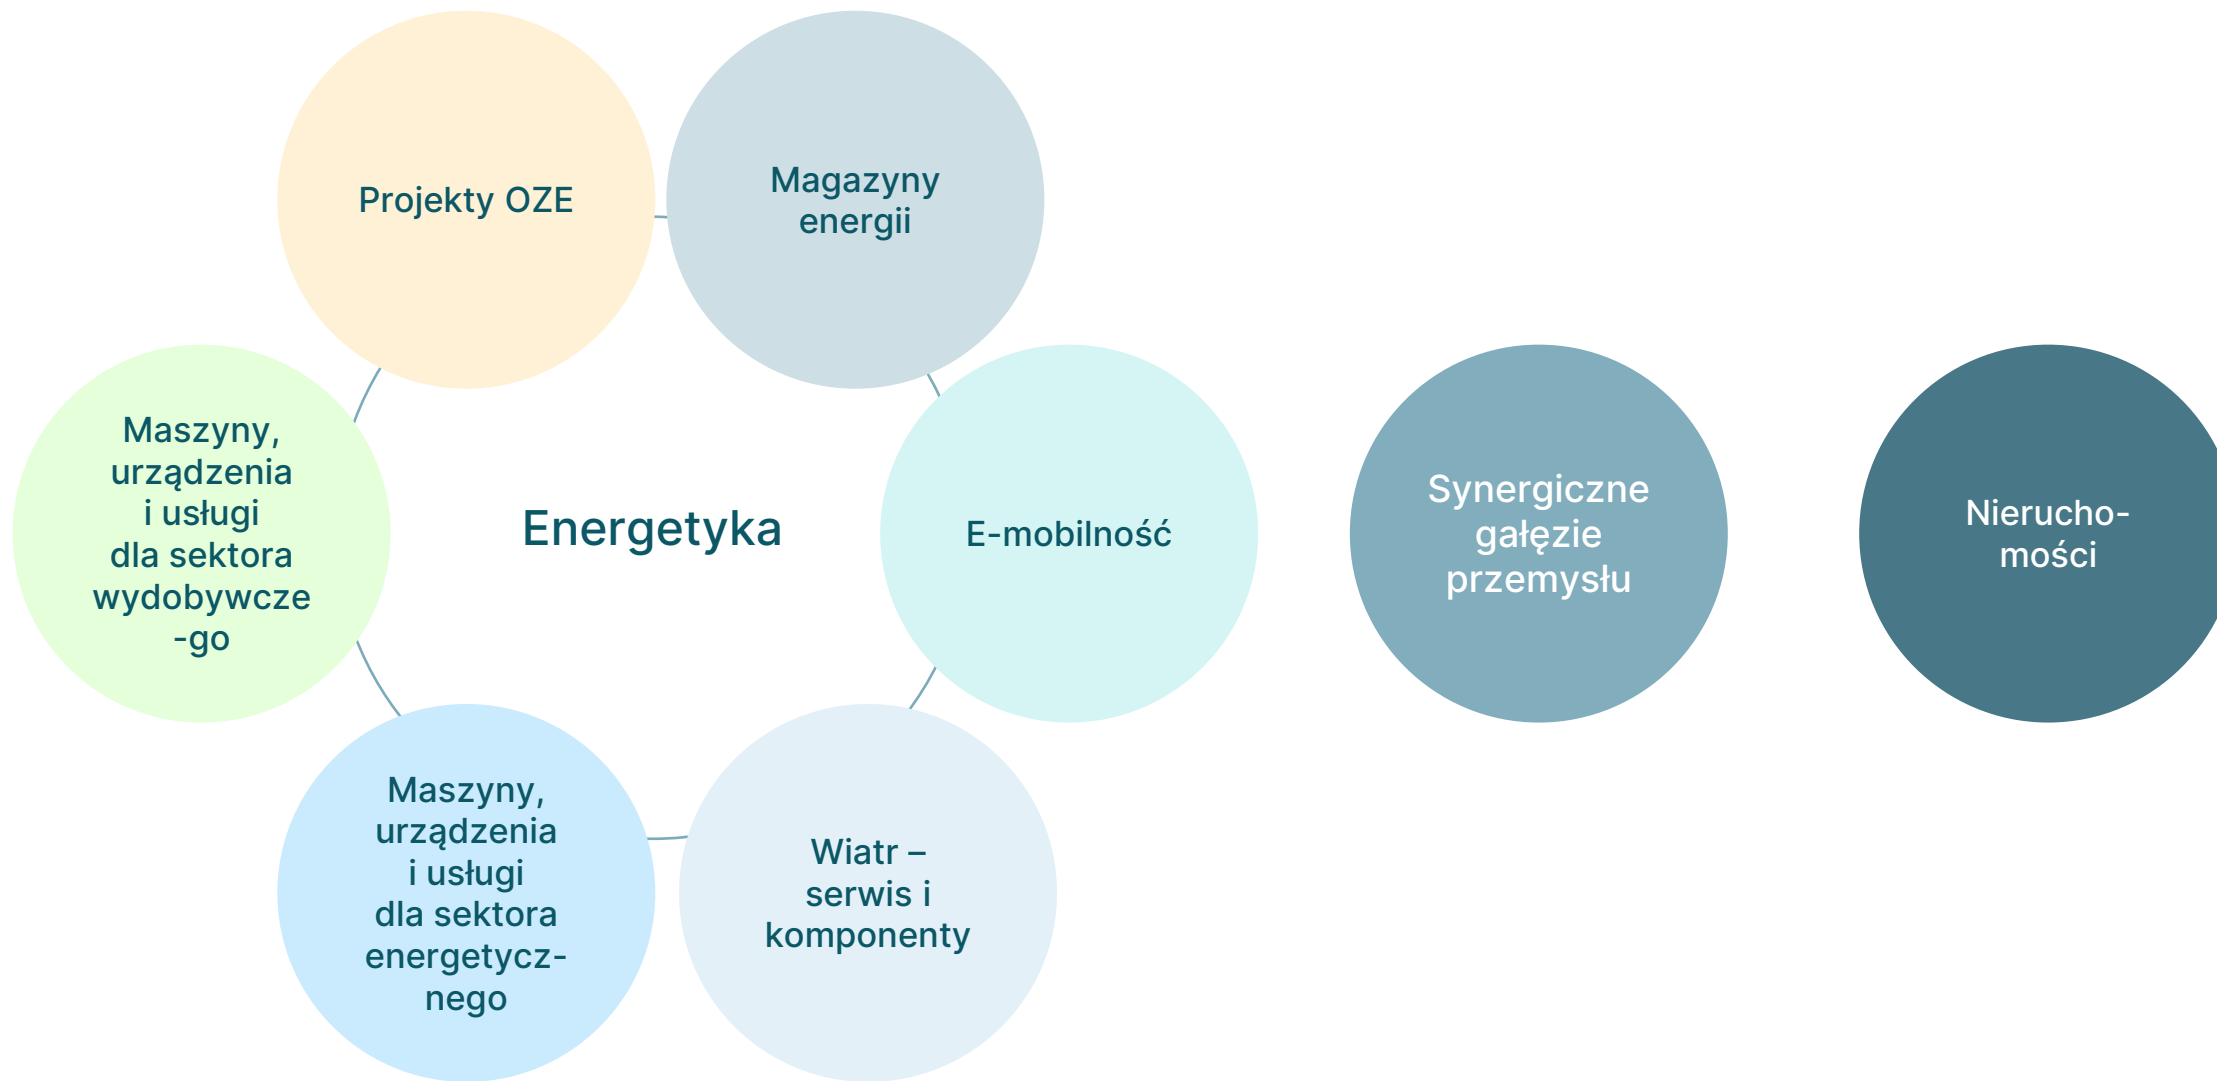 Projekty OZE
Magazyny
energii
Maszyny,
urządzenia
i usługi
dla sektora
wydobywcze
-go
Energetyka
E-mobilność
Synergiczne
gałęzie
przemysłu
Nierucho-
mości
Maszyny,
urządzenia
i usługi
dla sektora
energetycz-
nego
Wiatr –
serwis i
komponenty